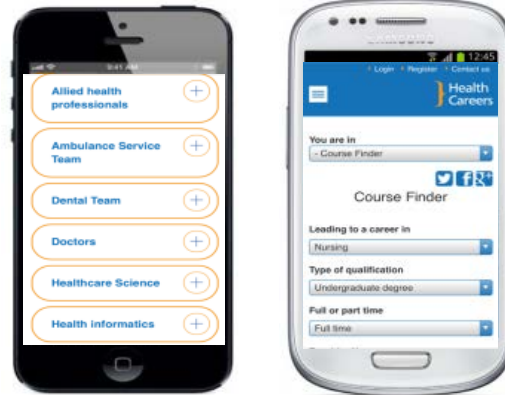 9:41 AM
Allied health
professionals
Ambulance Service
Team
Dental Team
Doctors
Healthcare Science
Health informatics
SAMSUNG
12:45
Login
Register
Contact us
Health
Careers
You are in
- Course Finder
Course Finder
Leading to a career in
Nursing
Type of qualification
Undergraduate degree
Full or part time
Full time